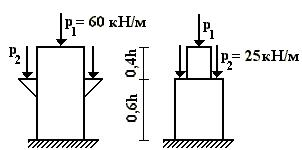 p₁= 60 кН/м
p₂
0,4h
0,6h
p₁
p₂= 25кН/м